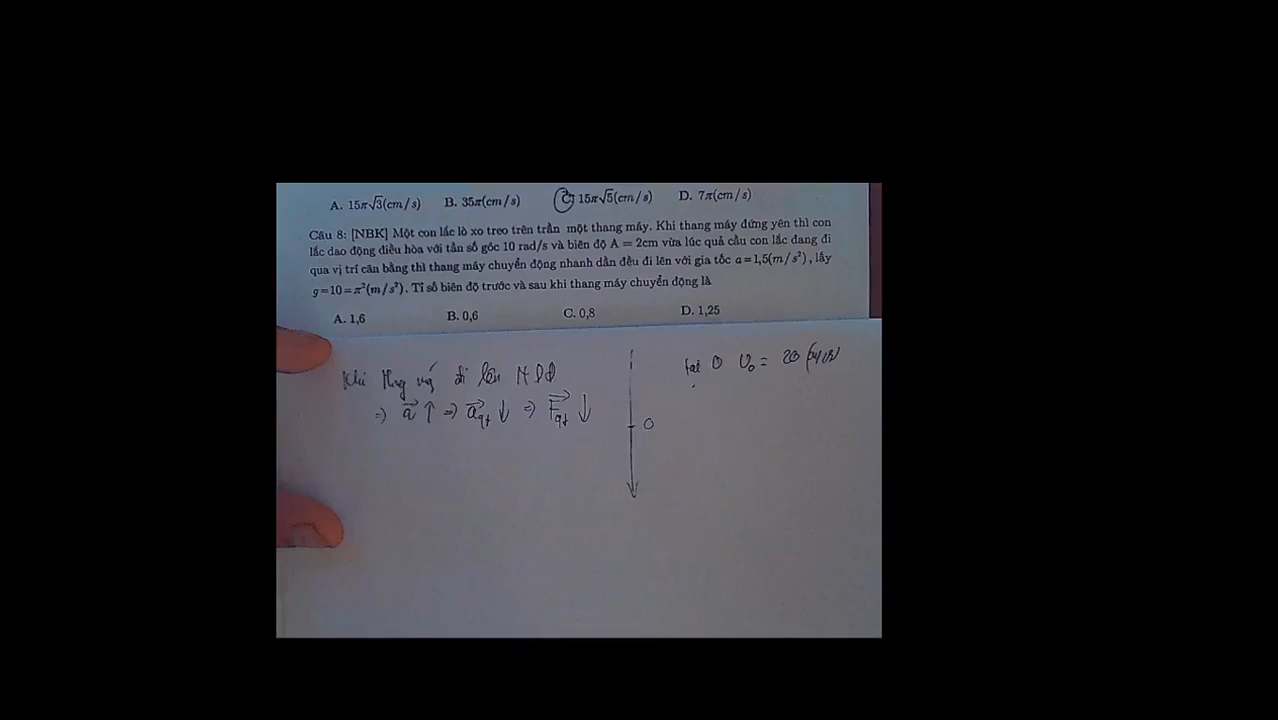 A. 15π√3(cm/s) B. 35π(cm/s) C. 15π√5(cm/s) D. 7π(cm/s)
Câu 8: [NBK] Một con lắc lò xo treo trên trần một thang máy. Khi thang máy đứng yên thì con
lắc dao động điều hòa với tần số góc 10 rad/s và biên độ A = 2cm vừa lúc quả cầu con lắc đang đi
qua vị trí cân bằng thì thang máy chuyển động nhanh dần đều đi lên với gia tốc a=1,5(m/s²), lấy
g=10=π²(m/s²). Tỉ số biên độ trước và sau khi thang máy chuyển động là
A. 1,6 B. 0,6 C. 0,8 D. 1,25
Khi đi lên NDĐ
tại O v₀ = 20 (cm/s)
⇒ a⃗ ↑ ⇒ a⃗qt ↓ ⇒ F⃗qt ↓
O